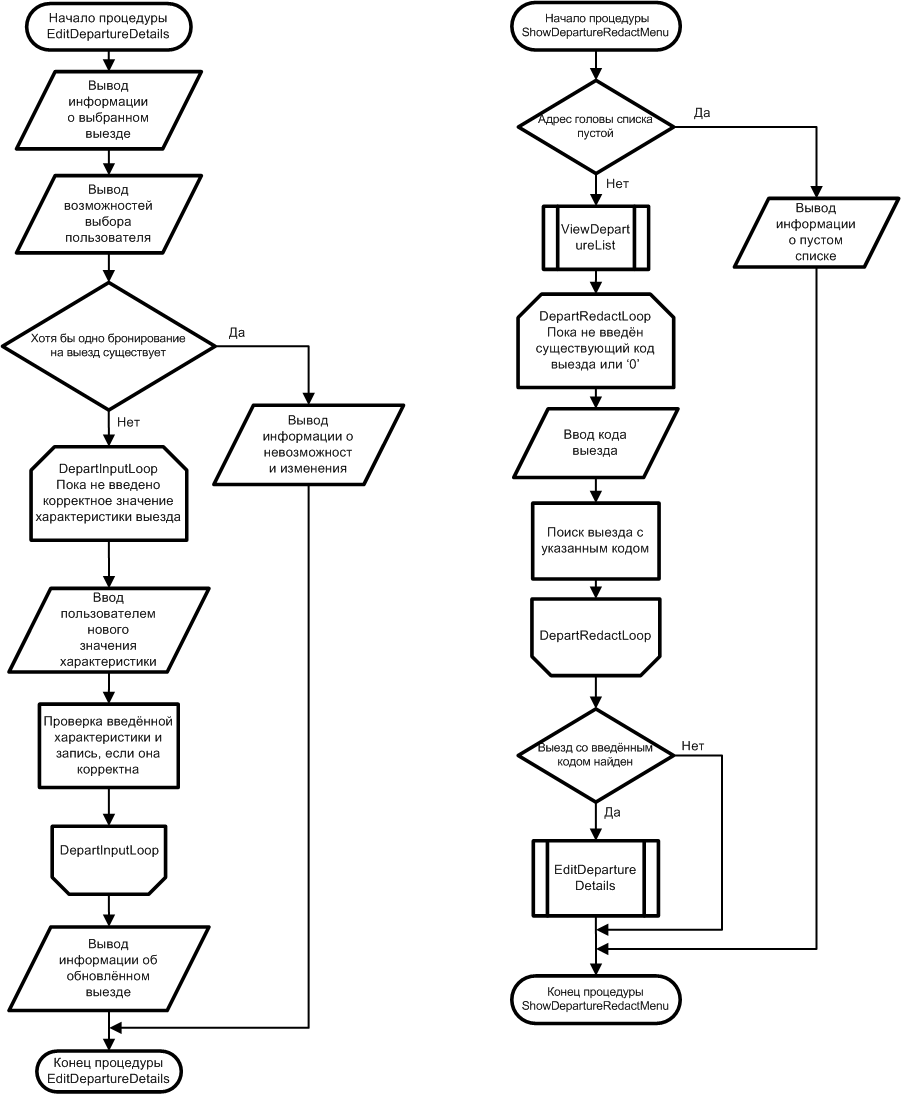 Начало процедуры
EditDepartureDetails
Вывод
информации
о выбранном
выезде
Вывод
возможностей
выбора
пользователя
Хотя бы одно бронирование
на выезд существует
Да
Нет
Вывод
информации о
невозможност
и изменения
DepartInputLoop
Пока не введено
корректное значение
характеристики выезда
Ввод
пользователем
нового
значения
характеристики
Проверка введённой
характеристики и
запись, если она
корректна
DepartInputLoop
Вывод
информации об
обновлённом
выезде
Конец процедуры
EditDepartureDetails
Начало процедуры
ShowDepartureRedactMenu
Адрес головы списка
пустой
Да
Нет
Вывод
информации
о пустом
списке
ViewDepart
ureList
DepartRedactLoop
Пока не введён
существующий код
выезда или ‘0’
Ввод кода
выезда
Поиск выезда с
указанным кодом
DepartRedactLoop
Выезд со введённым
кодом найден
Нет
Да
EditDeparture
Details
Конец процедуры
ShowDepartureRedactMenu